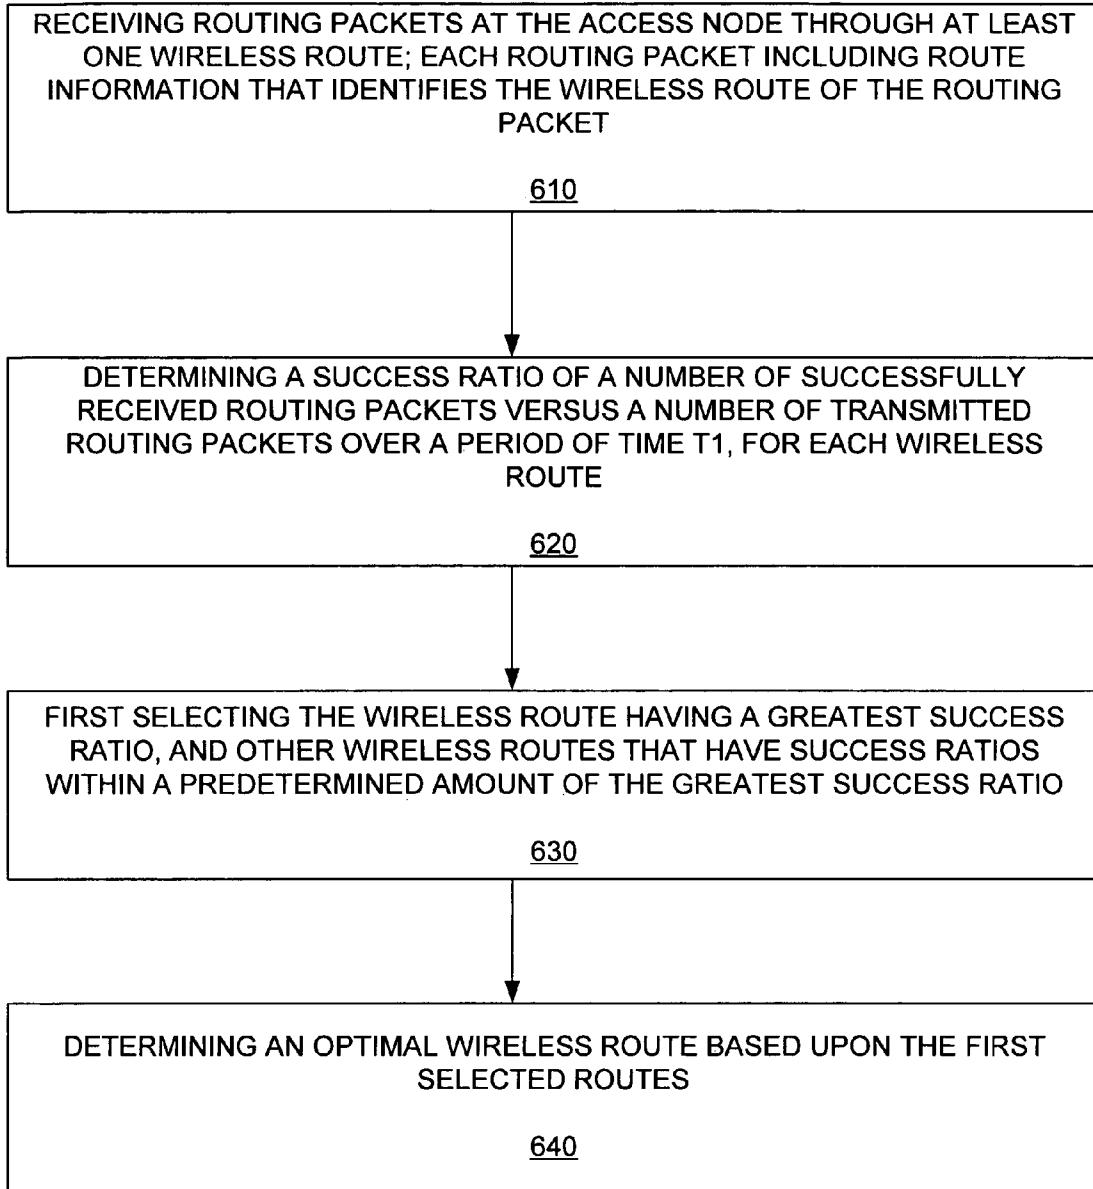 RECEIVING ROUTING PACKETS AT THE ACCESS NODE THROUGH AT LEAST
ONE WIRELESS ROUTE; EACH ROUTING PACKET INCLUDING ROUTE
INFORMATION THAT IDENTIFIES THE WIRELESS ROUTE OF THE ROUTING
PACKET
610
DETERMINING A SUCCESS RATIO OF A NUMBER OF SUCCESSFULLY
RECEIVED ROUTING PACKETS VERSUS A NUMBER OF TRANSMITTED
ROUTING PACKETS OVER A PERIOD OF TIME T1, FOR EACH WIRELESS
ROUTE
620
FIRST SELECTING THE WIRELESS ROUTE HAVING A GREATEST SUCCESS
RATIO, AND OTHER WIRELESS ROUTES THAT HAVE SUCCESS RATIOS
WITHIN A PREDETERMINED AMOUNT OF THE GREATEST SUCCESS RATIO
630
DETERMINING AN OPTIMAL WIRELESS ROUTE BASED UPON THE FIRST
SELECTED ROUTES
640